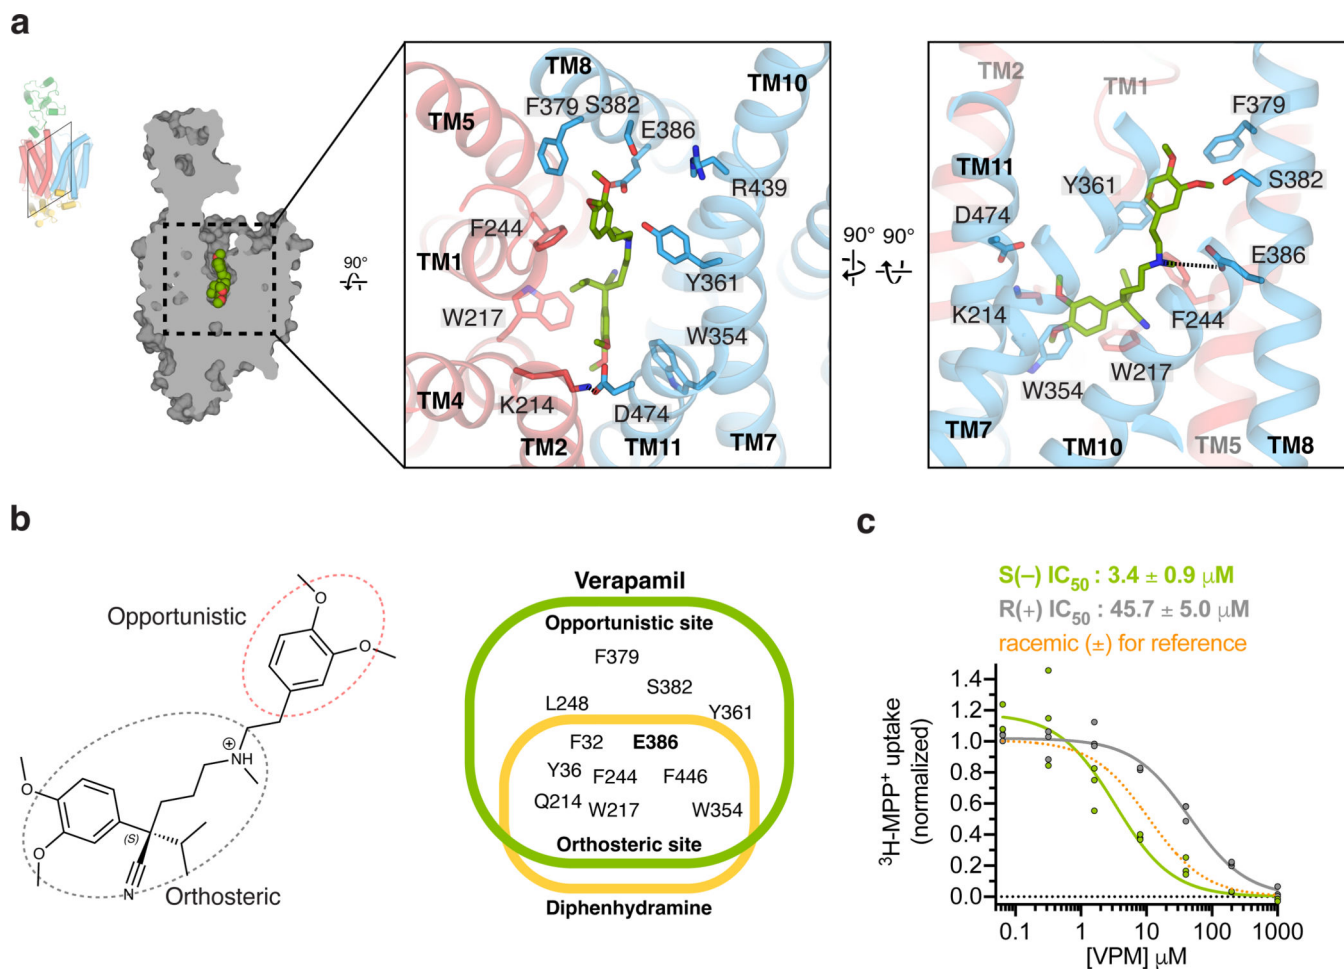 a
TM8
TM10
TM2
TM1
F379
F379 S382
TM5
E386
S382
TM11
Y361
R439
D474
F244
90°
90° 90°
E386
TM1
Y361
K214
W217
W354
F244
W354
W217
TM4
K214
D474
TM2
TM11
TM7
TM7
TM10
TM5
TM8
b
c
Verapamil
S(–) IC50 : 3.4 ± 0.9 µM
R(+) IC50 : 45.7 ± 5.0 µM
racemic (±) for reference
Opportunistic
O
O
Opportunistic site
F379
S382
L248
Y361
F32 E386
Y36 F244 F446
Q214 W217 W354
Orthosteric site
Diphenhydramine
+
NH
O
O
(S)
N
Orthosteric
3H-MPP+ uptake
(normalized)
1.4
1.2
1.0
0.8
0.6
0.4
0.2
0.0
0.1 1 10 100 1000
[VPM] µM